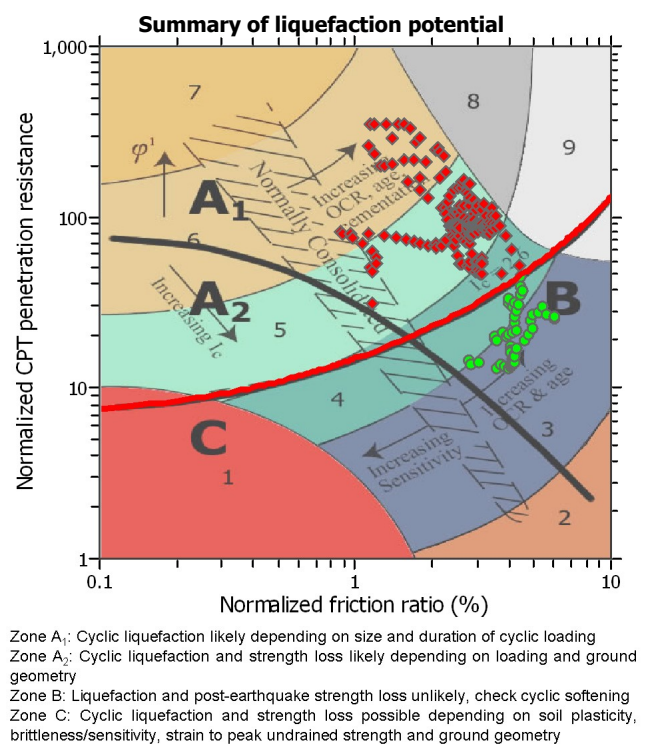 Summary of liquefaction potential
1,000
7
8
9
φ'
Increasing
OCR, age,
cementation
Normally Consolidated
A1
100
6
A2
Increasing Ic
Ic = 2.6
B
5
Normalized CPT penetration resistance
10
4
Increasing
OCR & age
C
3
Increasing
Sensitivity
1
2
1
0.1
1
10
Normalized friction ratio (%)
Zone A1: Cyclic liquefaction likely depending on size and duration of cyclic loading
Zone A2: Cyclic liquefaction and strength loss likely depending on loading and ground
geometry
Zone B: Liquefaction and post-earthquake strength loss unlikely, check cyclic softening
Zone C: Cyclic liquefaction and strength loss possible depending on soil plasticity,
brittleness/sensitivity, strain to peak undrained strength and ground geometry